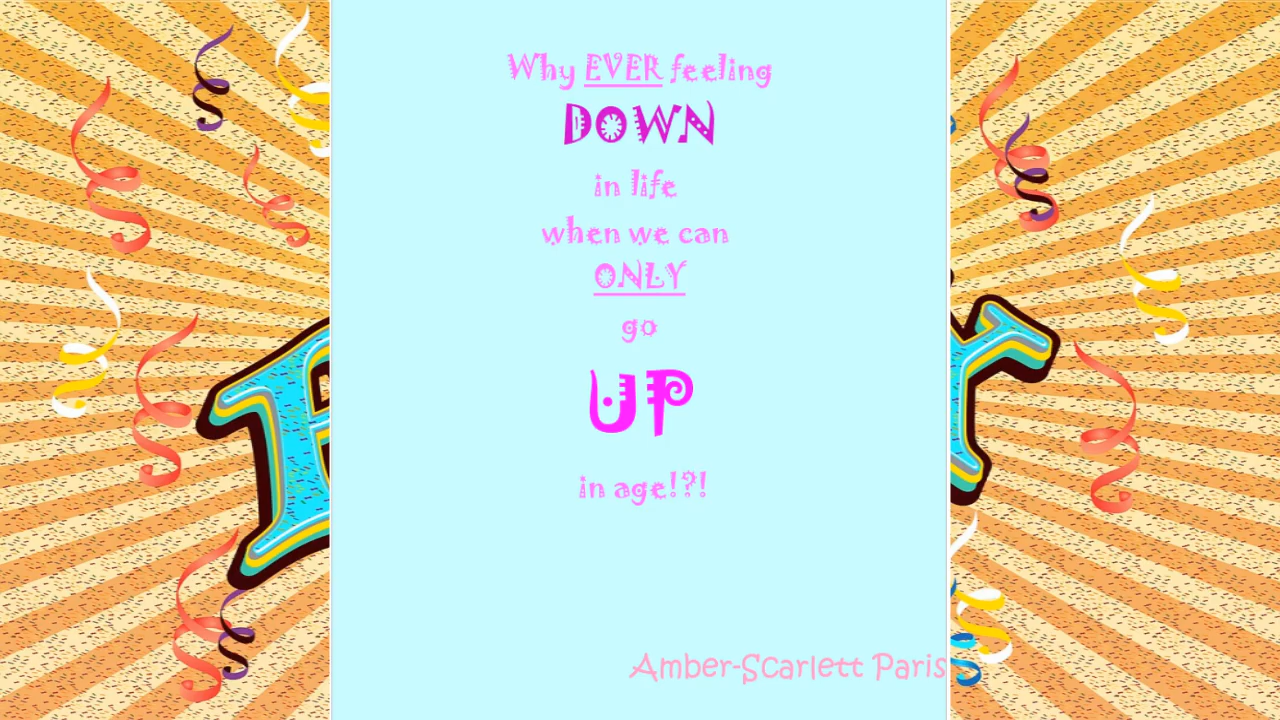 Why EVER feeling
DOWN
in life
when we can
ONLY
go
UP
in age!?!
Amber-Scarlett Paris